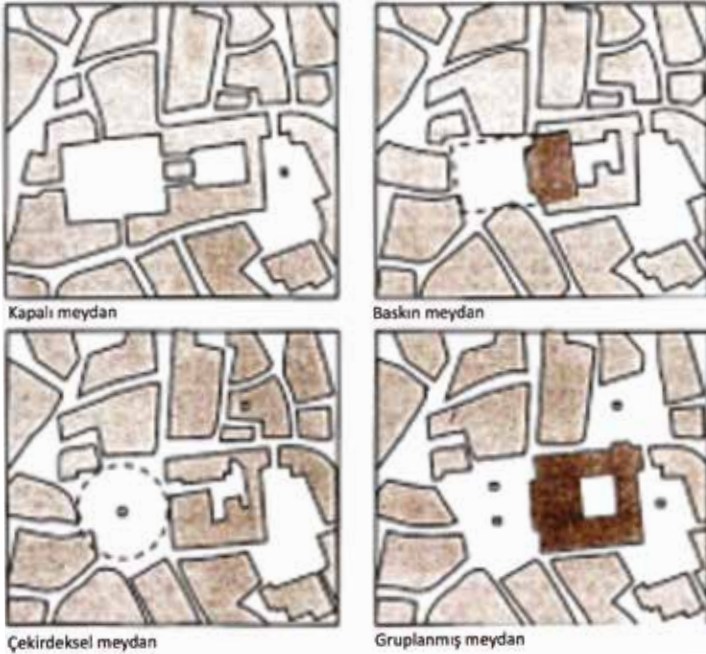 Kapalı meydan
Baskın meydan
Çekirdeksel meydan
Gruplanmış meydan